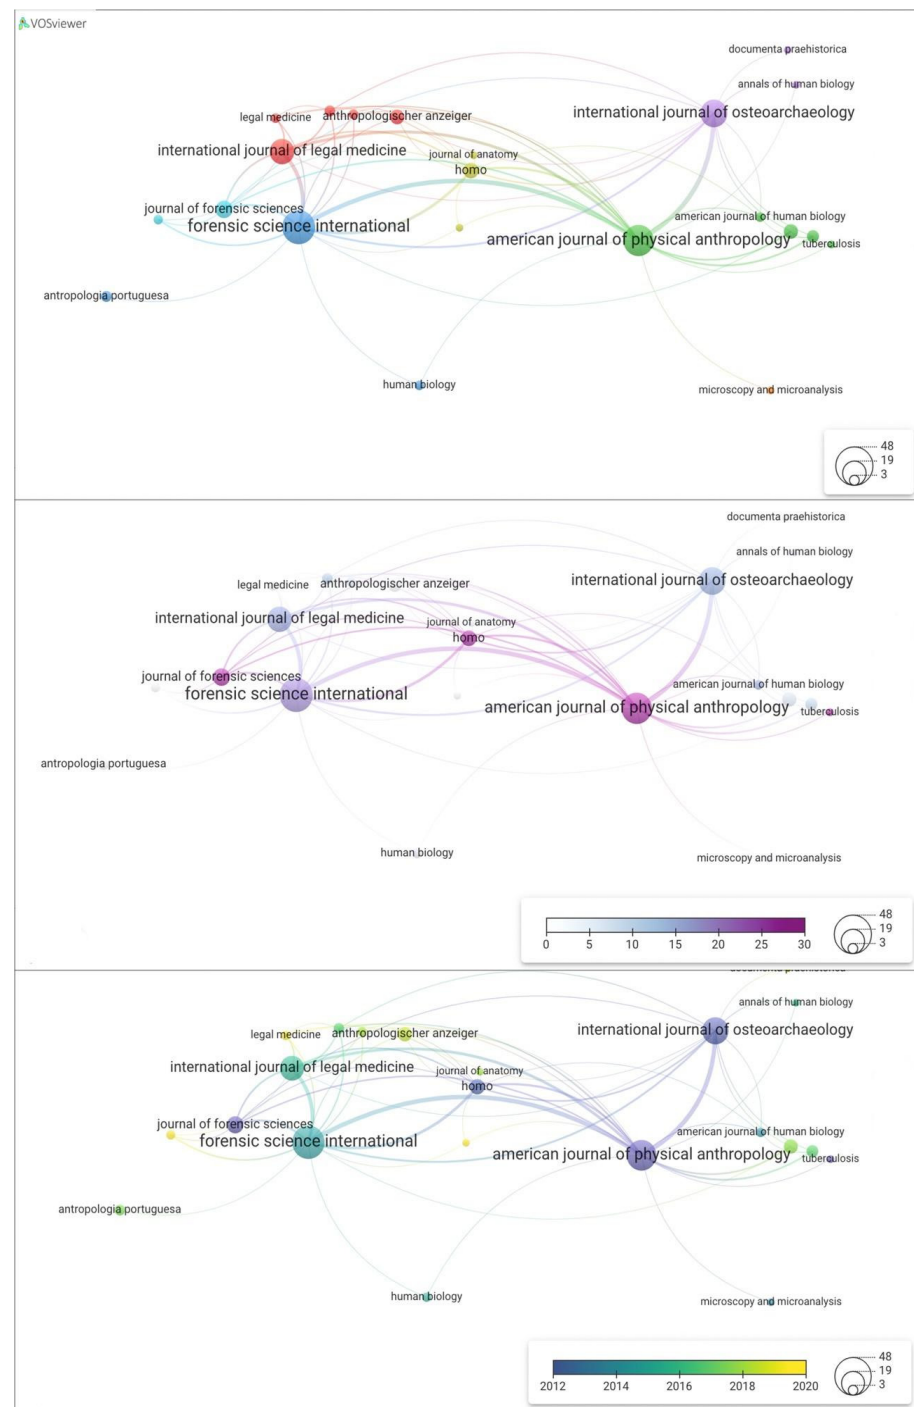 VOSviewer
documenta praehistorica
annals of human biology
international journal of osteoarchaeology
legal medicine
anthropologischer anzeiger
international journal of legal medicine
journal of anatomy
homo
journal of forensic sciences
forensic science international
american journal of human biology
american journal of physical anthropology
tuberculosis
antropologia portuguesa
human biology
microscopy and microanalysis
48
19
3
documenta praehistorica
annals of human biology
international journal of osteoarchaeology
legal medicine
anthropologischer anzeiger
international journal of legal medicine
journal of anatomy
homo
journal of forensic sciences
forensic science international
american journal of human biology
american journal of physical anthropology
tuberculosis
antropologia portuguesa
human biology
microscopy and microanalysis
0 5 10 15 20 25 30
48
19
3
documenta praehistorica
annals of human biology
international journal of osteoarchaeology
legal medicine
anthropologischer anzeiger
international journal of legal medicine
journal of anatomy
homo
journal of forensic sciences
forensic science international
american journal of human biology
american journal of physical anthropology
tuberculosis
antropologia portuguesa
human biology
microscopy and microanalysis
2012 2014 2016 2018 2020
48
19
3